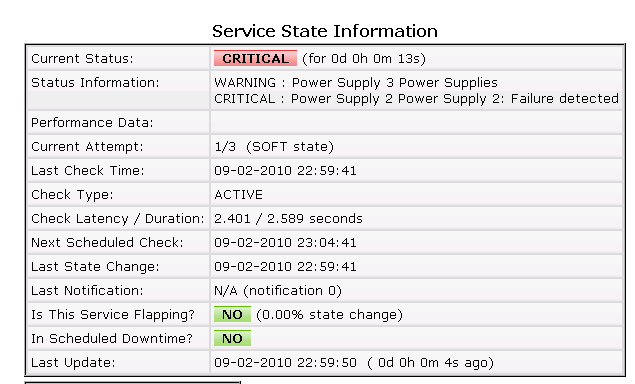 Service State Information
Current Status: CRITICAL (for 0d 0h 0m 13s)
Status Information: WARNING : Power Supply 3 Power Supplies
CRITICAL : Power Supply 2 Power Supply 2: Failure detected
Performance Data:
Current Attempt: 1/3 (SOFT state)
Last Check Time: 09-02-2010 22:59:41
Check Type: ACTIVE
Check Latency / Duration: 2.401 / 2.589 seconds
Next Scheduled Check: 09-02-2010 23:04:41
Last State Change: 09-02-2010 22:59:41
Last Notification: N/A (notification 0)
Is This Service Flapping? NO (0.00% state change)
In Scheduled Downtime? NO
Last Update: 09-02-2010 22:59:50 ( 0d 0h 0m 4s ago)